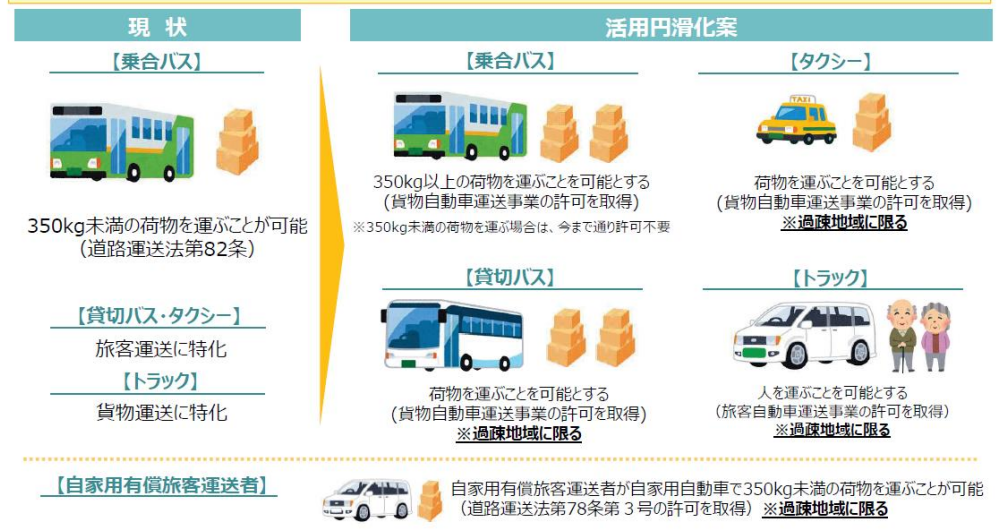 現 状
【乗合バス】
350kg未満の荷物を運ぶことが可能
(道路運送法第82条)
【貸切バス・タクシー】
旅客運送に特化
【トラック】
貨物運送に特化
活用円滑化案
【乗合バス】
350kg以上の荷物を運ぶことを可能とする
(貨物自動車運送事業の許可を取得)
※350kg未満の荷物を運ぶ場合は、今まで通り許可不要
【タクシー】
TAXI
荷物を運ぶことを可能とする
(貨物自動車運送事業の許可を取得)
※過疎地域に限る
【貸切バス】
荷物を運ぶことを可能とする
(貨物自動車運送事業の許可を取得)
※過疎地域に限る
【トラック】
人を運ぶことを可能とする
(旅客自動車運送事業の許可を取得)
※過疎地域に限る
【自家用有償旅客運送者】
自家用有償旅客運送者が自家用自動車で350kg未満の荷物を運ぶことが可能
(道路運送法第78条第3号の許可を取得) ※過疎地域に限る